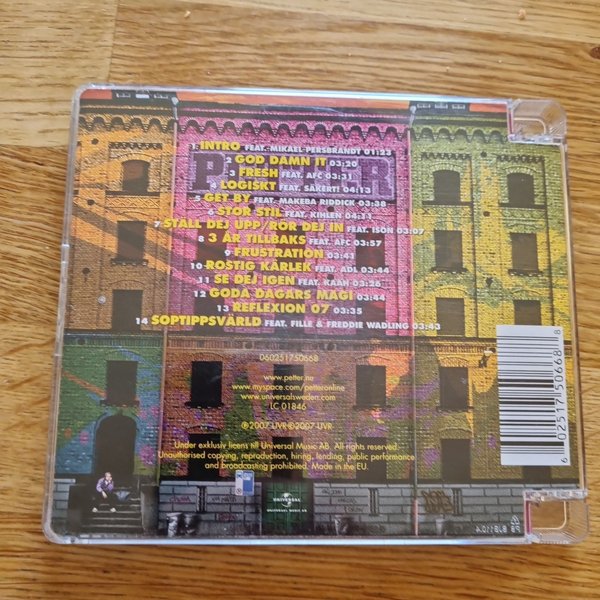 1 INTRO FEAT. MIKAEL PERSBRANDT 01:23
2 GOD DAMN IT 03:20
3 FRESH FEAT. AFC 03:31
4 LOGISKT FEAT. SÄKERT! 04:13
5 GET BY FEAT. MAKEBA RIDDICK 03:38
6 STOR STIL FEAT. KIHLEN 04:11
7 STÄLL DEJ UPP/RÖR DEJ IN FEAT. ISON 03:07
8 3 ÅR TILLBAKS FEAT. AFC 03:57
9 FRUSTRATION 03:41
10 ROSTIG KÄRLEK FEAT. ADL 03:44
11 SE DEJ IGEN FEAT. KAAH 03:26
12 GODA DAGARS MAGI 03:44
13 REFLEXION 07 03:35
14 SOPTIPPSVÄRLD FEAT. FILLE & FREDDIE WADLING 03:43
060251750668
www.petter.ne
www.myspace.com/petteronline
www.universalsweden.com
LC 01846
℗2007 UVR©2007 UVR
Under exklusiv licens till Universal Music AB. All rights reserved.
Unauthorised copying, reproduction, hiring, lending, public performance
and broadcasting prohibited. Made in the EU.
UNIVERSAL
UNIVERSAL MUSIC AB
6 02517 50668 8